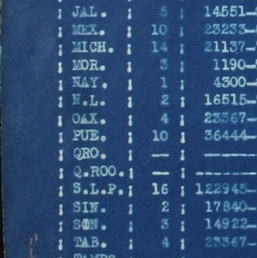 ¦ JAL. ¦ 5 ¦ 14551-
¦ MEX. ¦ 10 ¦ 23233-
¦ MICH. ¦ 14 ¦ 21137-
¦ MOR. ¦ 3 ¦ 1190-
¦ NAY. ¦ 1 ¦ 4300-
¦ N.L. ¦ 2 ¦ 16515-
¦ OAX. ¦ 4 ¦ 23367-
¦ PUE. ¦ 10 ¦ 36444-
¦ QRO. ¦ — ¦ ------
¦ Q.ROO. ¦ — ¦ ------
¦ S.L.P. ¦ 16 ¦ 122945-
¦ SIN. ¦ 2 ¦ 17840-
¦ SON. ¦ 3 ¦ 14922-
¦ TAB. ¦ 4 ¦ 23367-
¦ TAMPS.